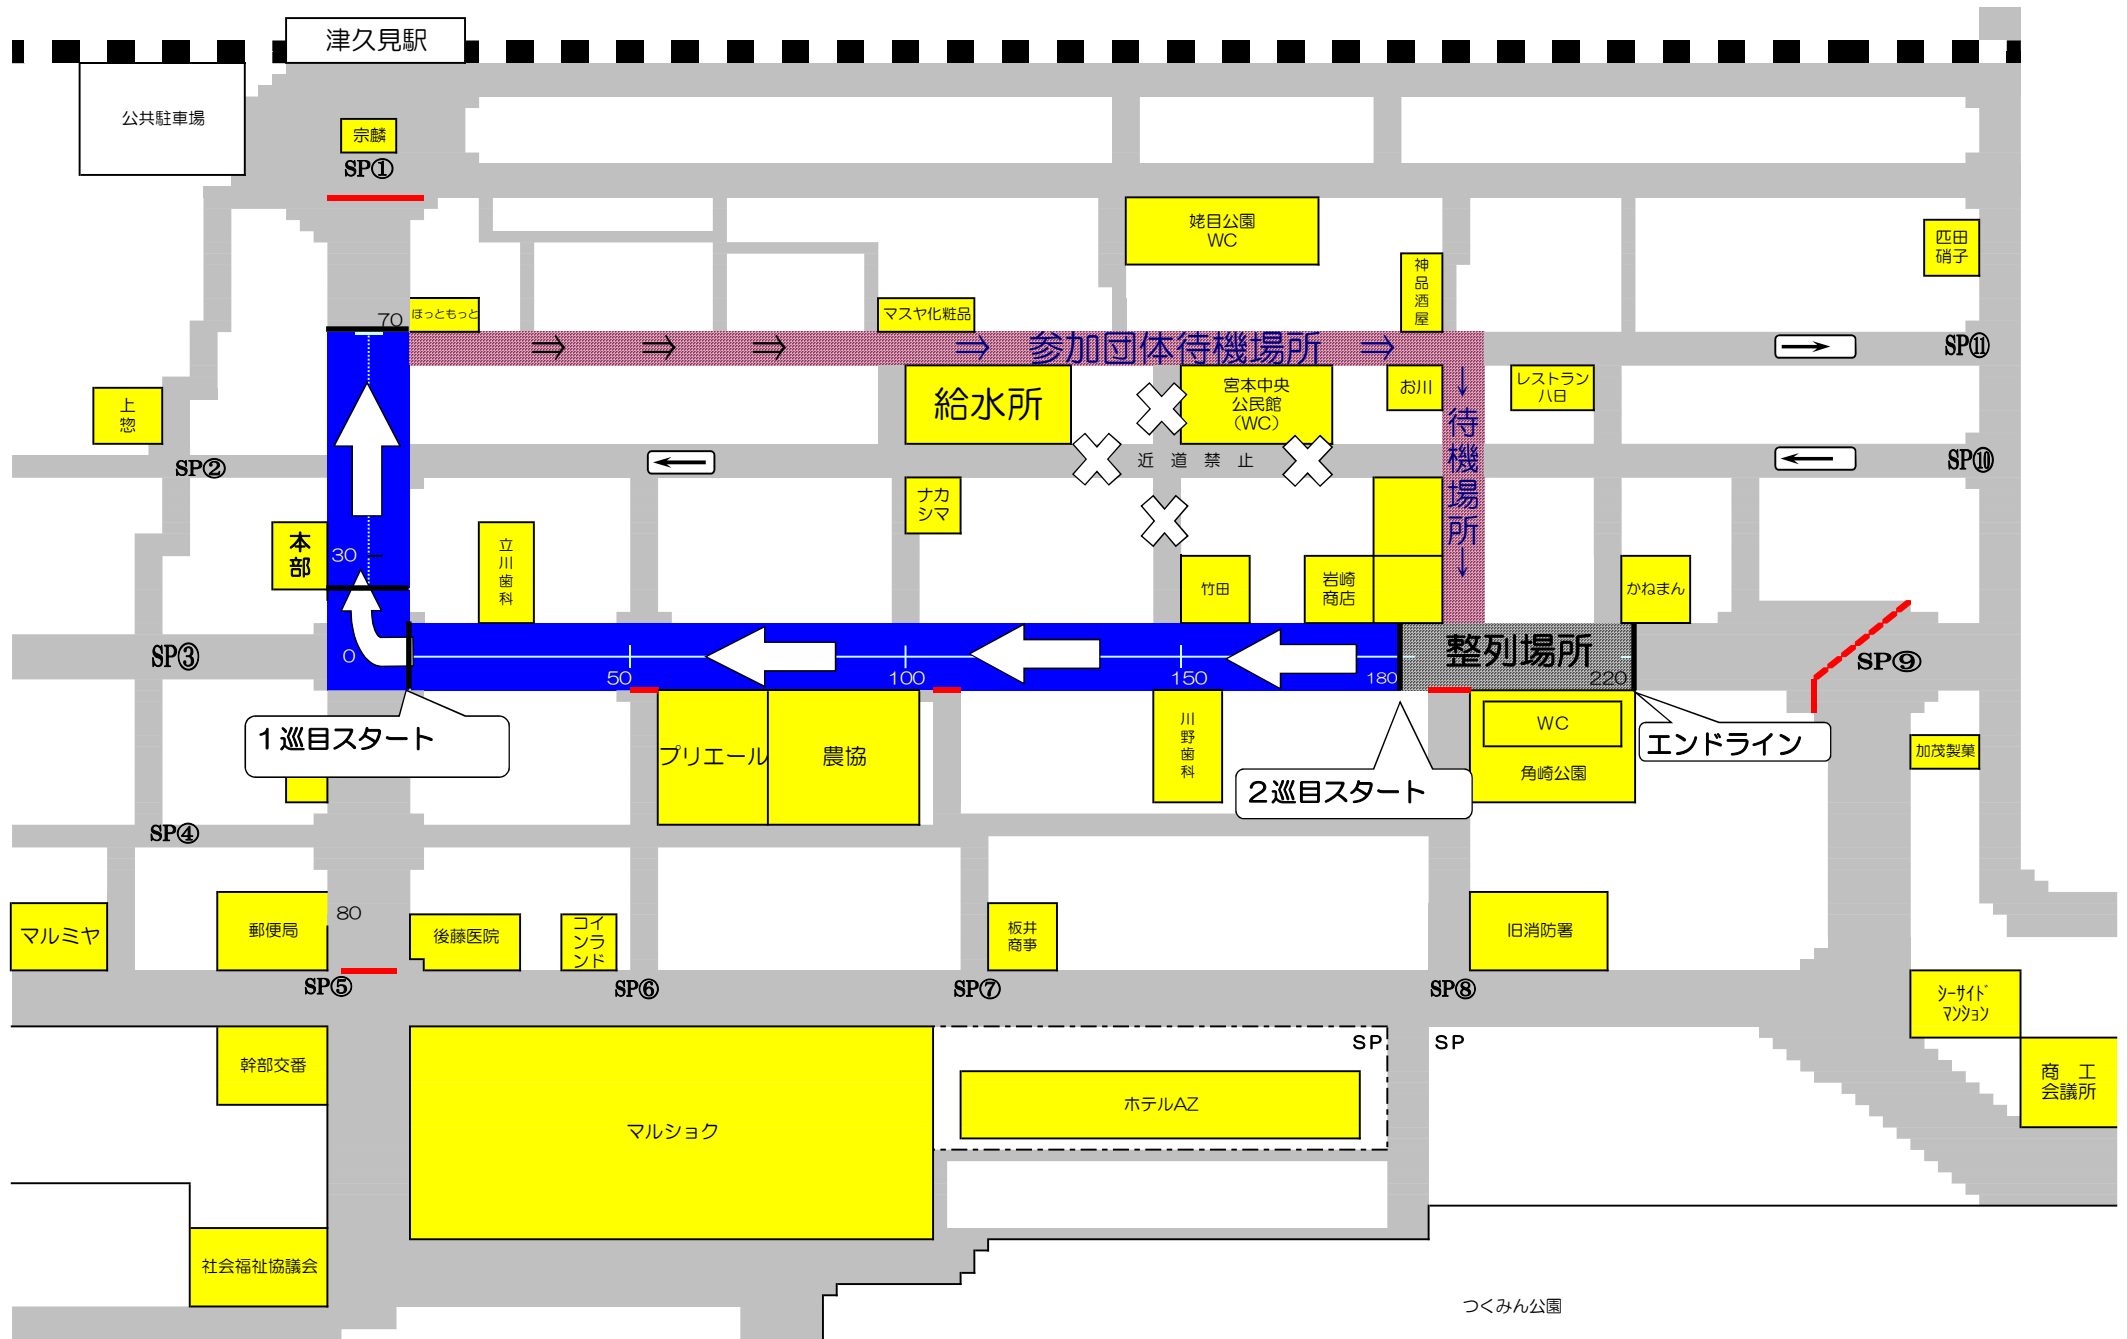 津久見駅
公共駐車場
宗麟
SP①
姥目公園
WC
匹田
硝子
神品酒屋
ほっともっと
マスヤ化粧品
70
⇒ ⇒ ⇒ ⇒ 参加団体待機場所 ⇒
→
SP⑪
上
惣
給水所
宮本中央
公民館
(WC)
お川
レストラン
八日
↓待機場所↓
SP②
←
近道禁止
←
SP⑩
ナカ
シマ
本部
30
立川歯科
竹田
岩崎
商店
かねまん
SP③
0
50
100
150
180
整列場所
220
SP⑨
1巡目スタート
プリエール
農協
川野歯科
2巡目スタート
WC
角崎公園
エンドライン
加茂製菓
SP④
マルミヤ
郵便局
80
後藤医院
コインランド
板井
商事
旧消防署
SP⑤
SP⑥
SP⑦
SP⑧
シーサイド
マンション
幹部交番
マルショク
SP
SP
ホテルAZ
商 工
会議所
社会福祉協議会
つくみん公園